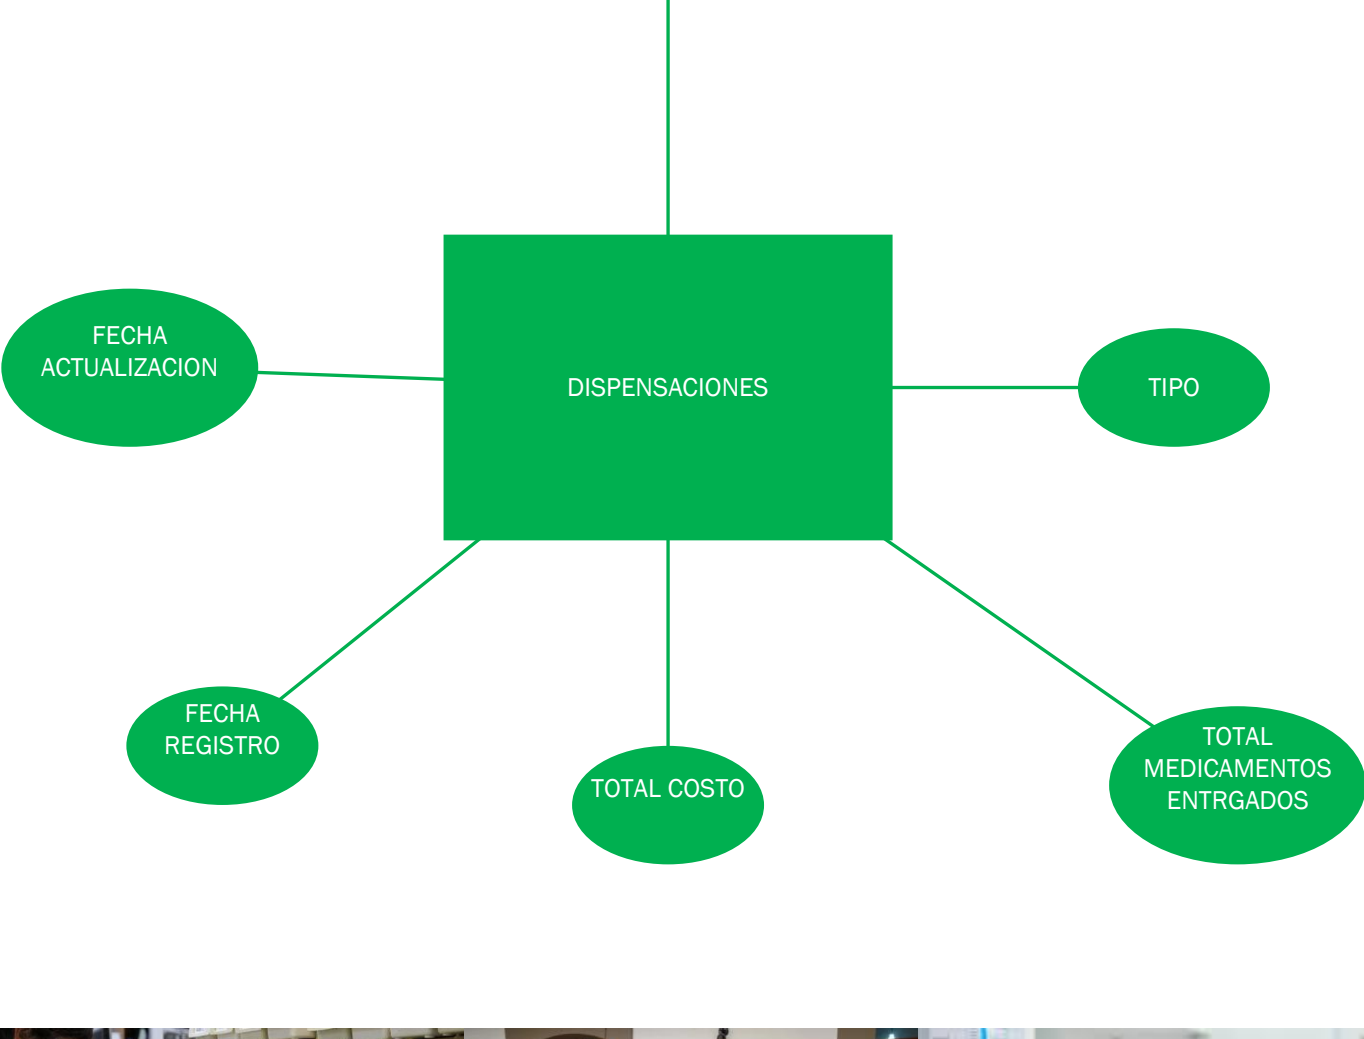 FECHA
ACTUALIZACION
DISPENSACIONES
TIPO
FECHA
REGISTRO
TOTAL COSTO
TOTAL
MEDICAMENTOS
ENTRGADOS